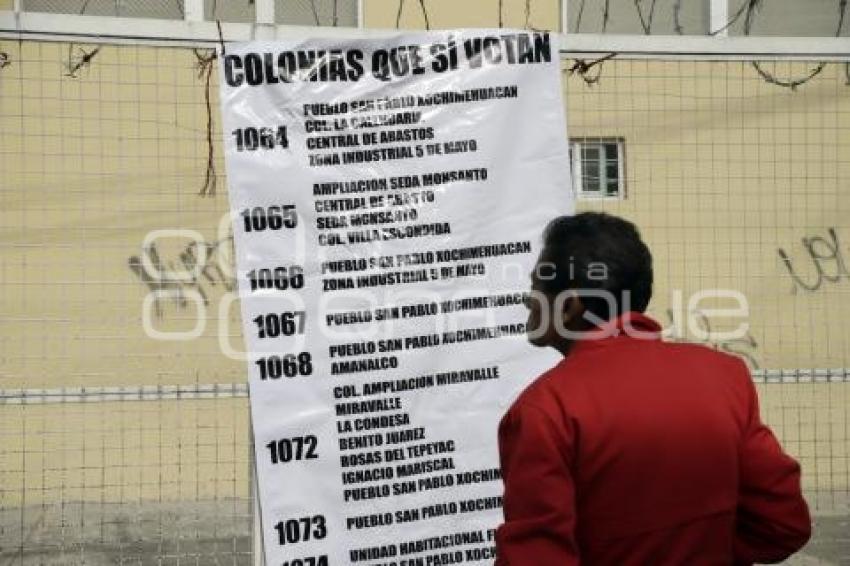 COLONIAS QUE SÍ VOTAN
1064
PUEBLO SAN PABLO XOCHIMEHUACAN
COL. LA CALENDARIA
CENTRAL DE ABASTOS
ZONA INDUSTRIAL 5 DE MAYO
1065
AMPLIACION SEDA MONSANTO
CENTRAL DE ABASTO
SEDA MONSANTO
COL. VILLA ESCONDIDA
1066
PUEBLO SAN PABLO XOCHIMEHUACAN
ZONA INDUSTRIAL 5 DE MAYO
1067
PUEBLO SAN PABLO XOCHIMEHUACAN
1068
PUEBLO SAN PABLO XOCHIMEHUACAN
AMANALCO
1072
COL. AMPLIACION MIRAVALLE
MIRAVALLE
LA CONDESA
BENITO JUAREZ
ROSAS DEL TEPEYAC
IGNACIO MARISCAL
PUEBLO SAN PABLO XOCHIMEHUACAN
1073
PUEBLO SAN PABLO
1074
UNIDAD HABITACIONAL
PUEBLO SAN PABLO
agencia
enfoque